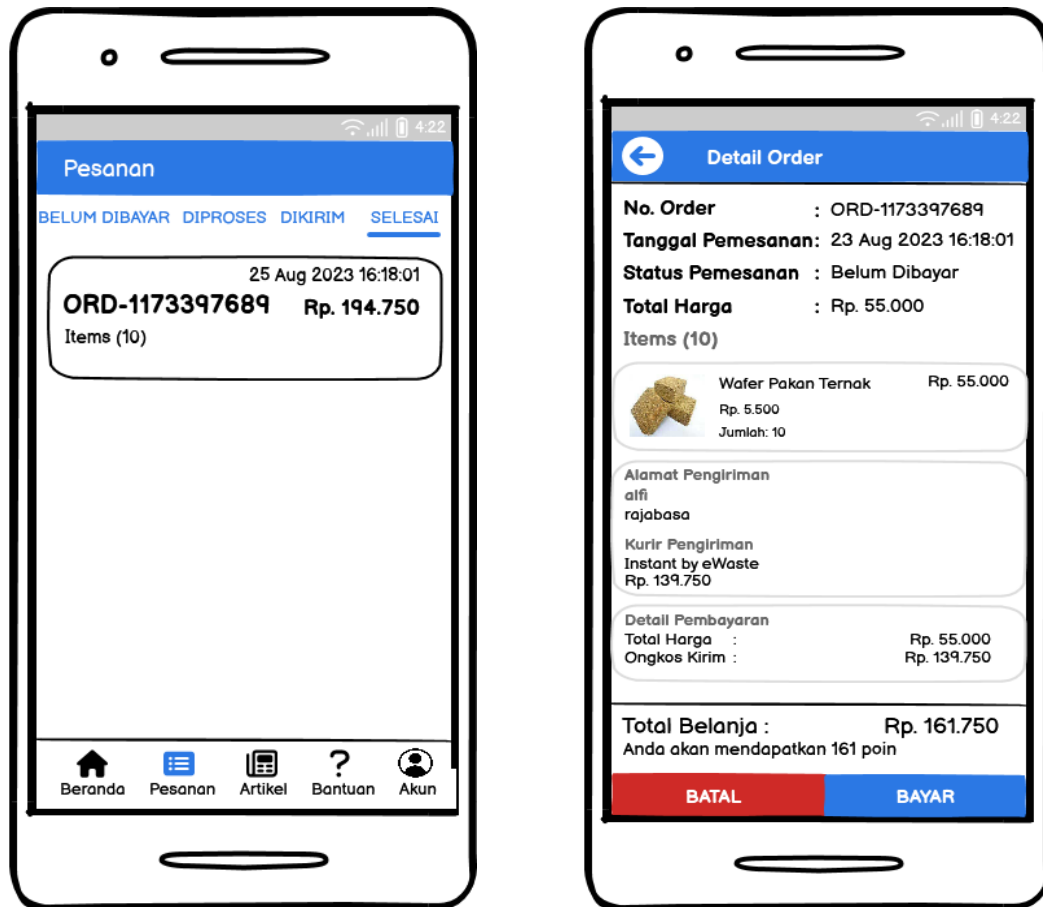 4:22
Pesanan
BELUM DIBAYAR DIPROSES DIKIRIM SELESAI
25 Aug 2023 16:18:01
ORD-1173397689 Rp. 194.750
Items (10)
Beranda Pesanan Artikel Bantuan Akun
4:22
Detail Order
No. Order : ORD-1173397689
Tanggal Pemesanan: 23 Aug 2023 16:18:01
Status Pemesanan : Belum Dibayar
Total Harga : Rp. 55.000
Items (10)
Wafer Pakan Ternak Rp. 55.000
Rp. 5.500
Jumlah: 10
Alamat Pengiriman
alfi
rajabasa
Kurir Pengiriman
Instant by eWaste
Rp. 139.750
Detail Pembayaran
Total Harga : Rp. 55.000
Ongkos Kirim : Rp. 139.750
Total Belanja : Rp. 161.750
Anda akan mendapatkan 161 poin
BATAL BAYAR